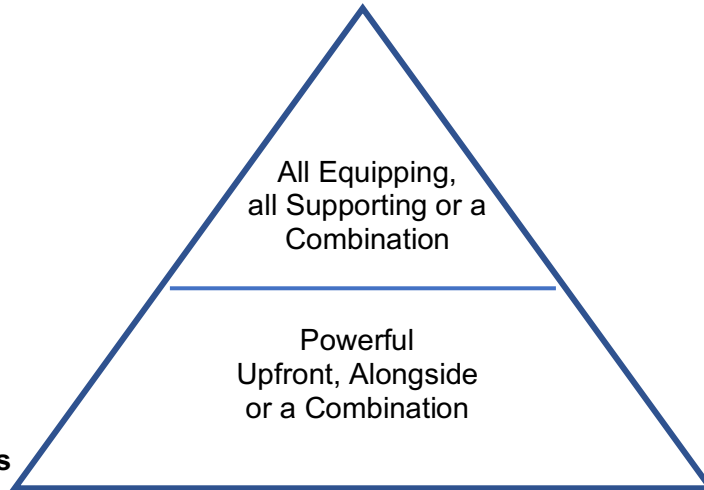 All Equipping,
all Supporting or a
Combination
Powerful
Upfront, Alongside
or a Combination
s